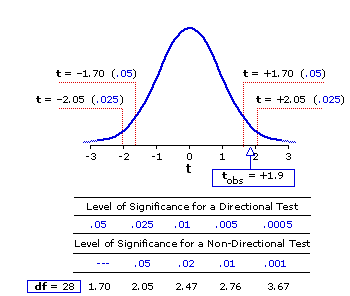 t = −1.70 (.05) t = +1.70 (.05)
t = −2.05 (.025) t = +2.05 (.025)
-3 -2 -1 0 1 2 3
t
tobs = +1.9
Level of Significance for a Directional Test
.05 .025 .01 .005 .0005
Level of Significance for a Non-Directional Test
--- .05 .02 .01 .001
df = 28 1.70 2.05 2.47 2.76 3.67